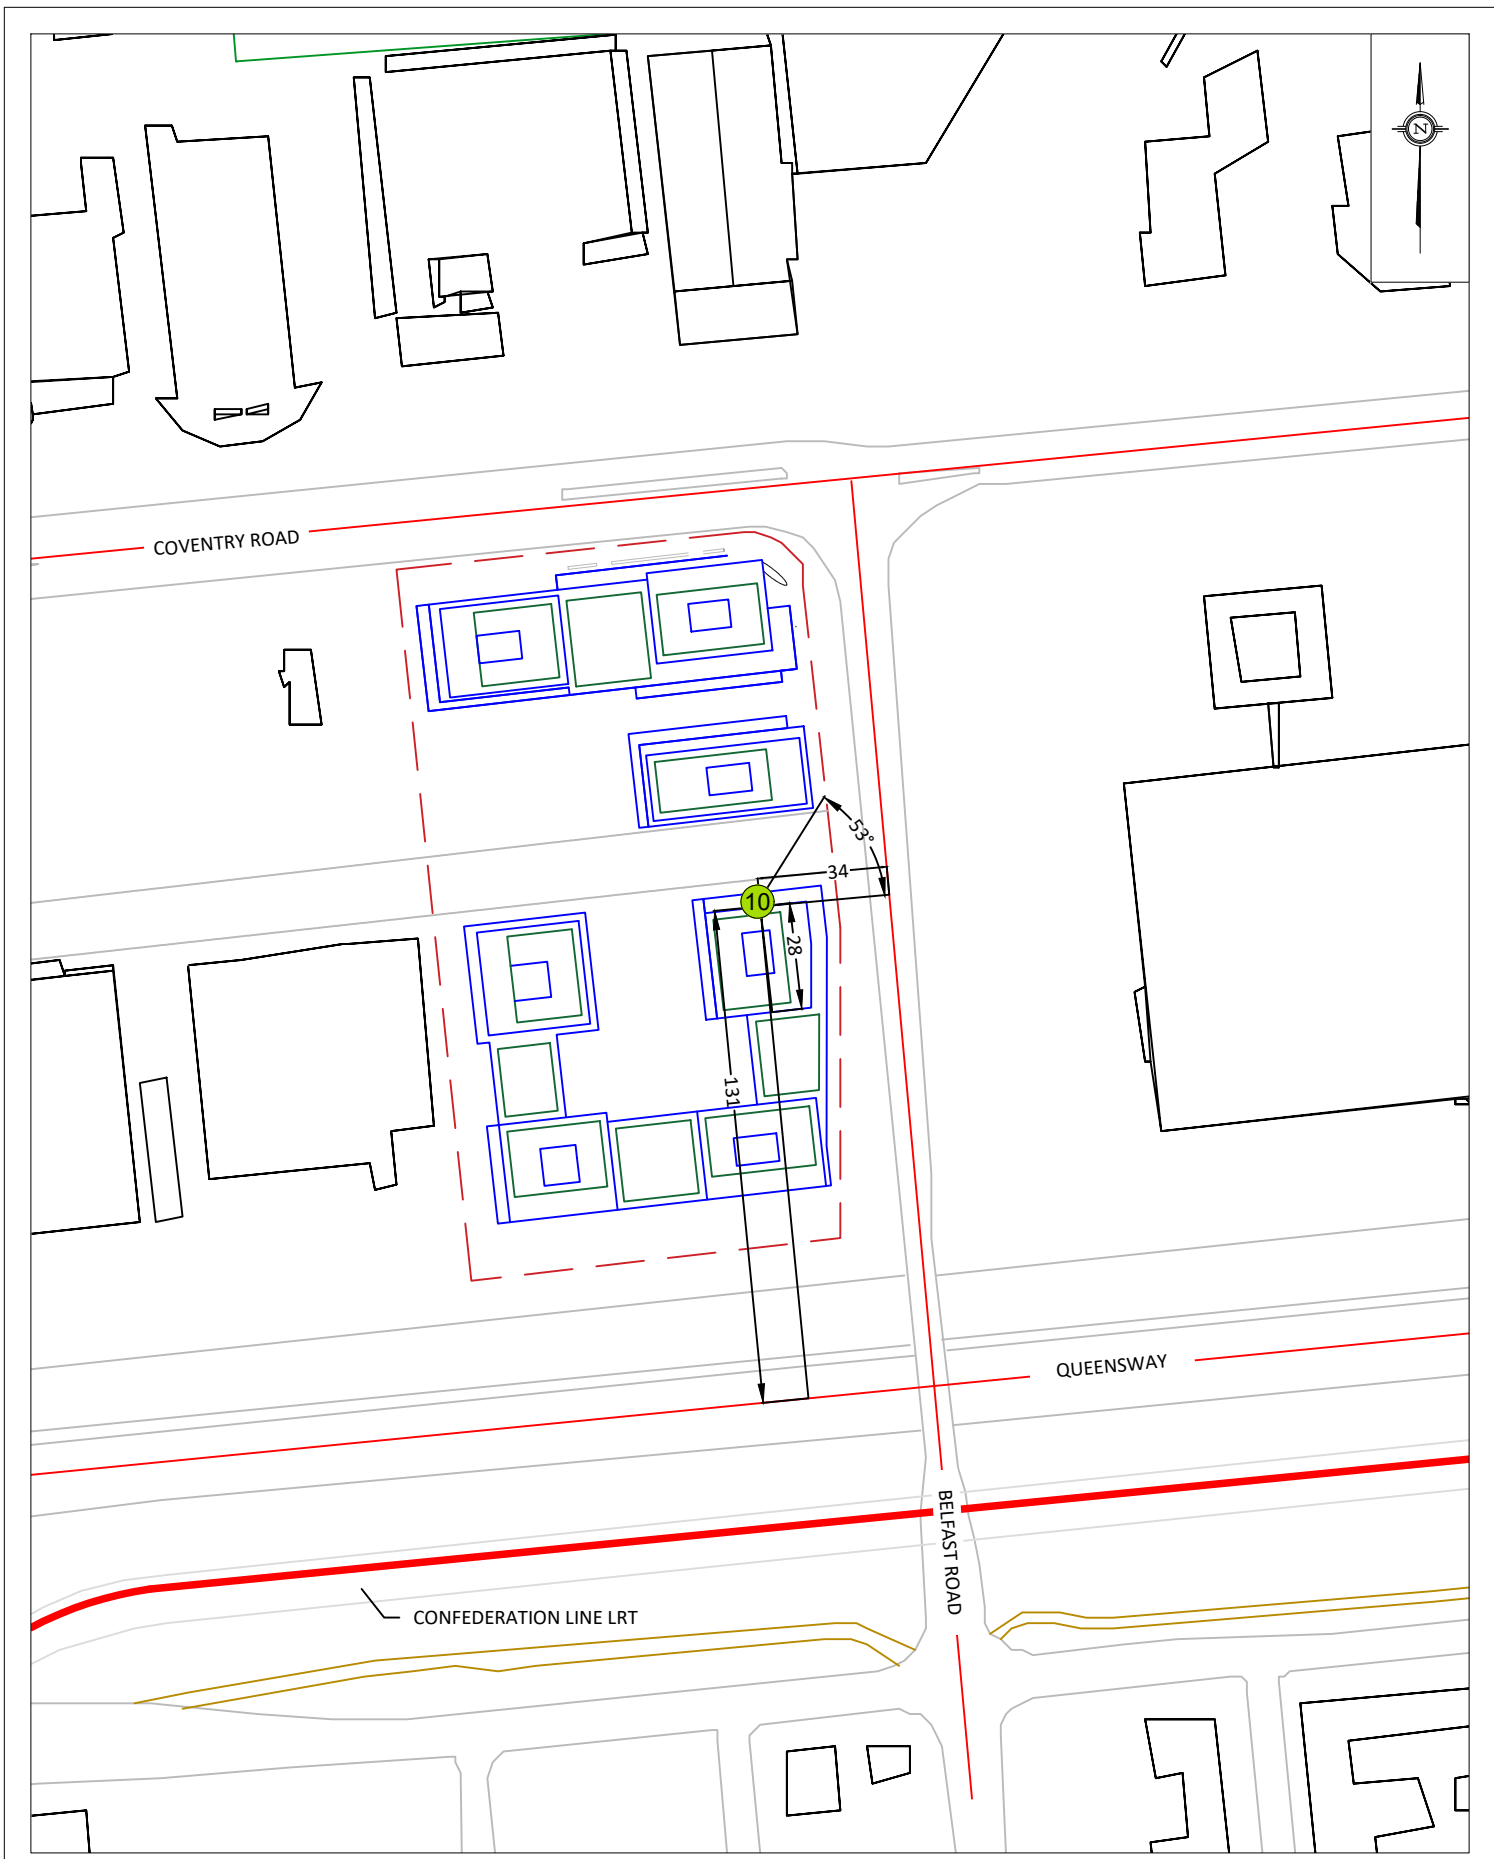 N
COVENTRY ROAD
53°
34
10
28
131
QUEENSWAY
BELFAST ROAD
CONFEDERATION LINE LRT